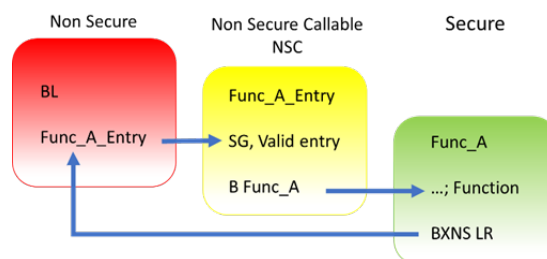 Non Secure
BL
Func_A_Entry
Non Secure Callable
NSC
Func_A_Entry
SG, Valid entry
B Func_A
Secure
Func_A
...; Function
BXNS LR